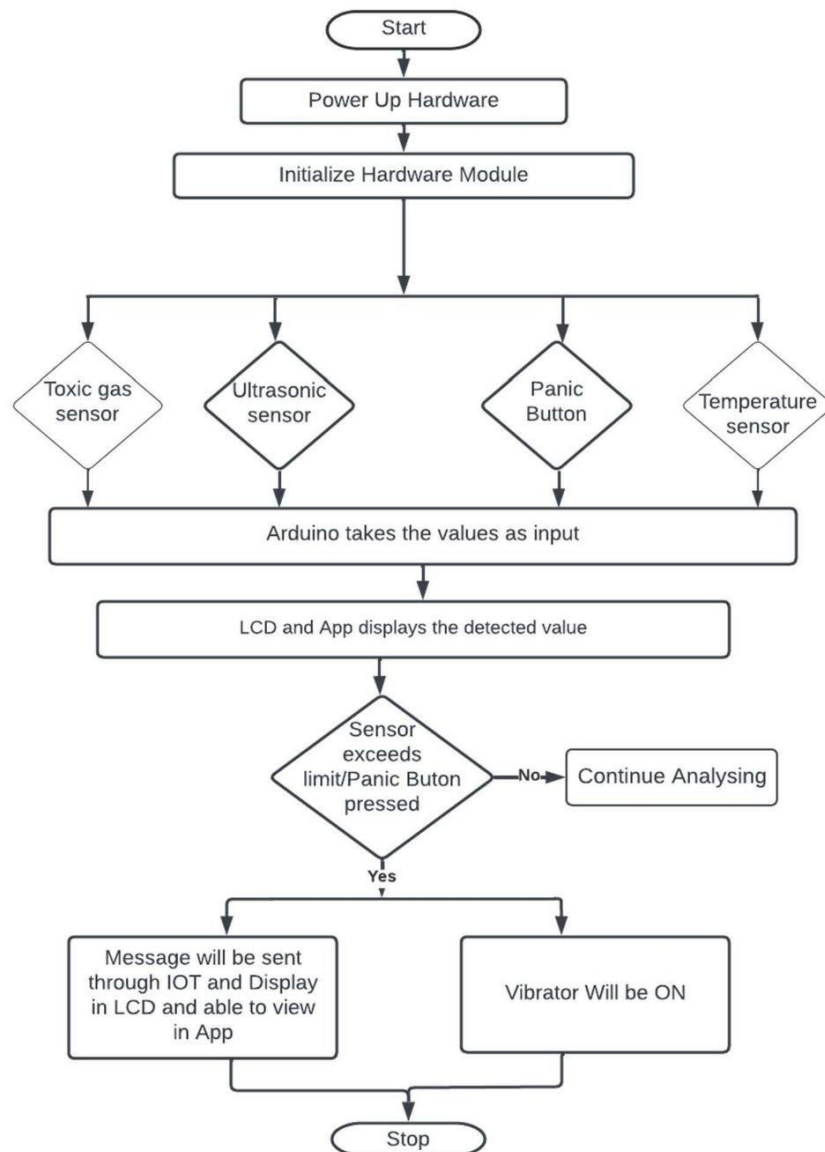 Start
Power Up Hardware
Initialize Hardware Module
Toxic gas
sensor
Ultrasonic
sensor
Panic
Button
Temperature
sensor
Arduino takes the values as input
LCD and App displays the detected value
Sensor
exceeds
limit/Panic Buton
pressed
No
Continue Analysing
Yes
Message will be sent
through IOT and Display
in LCD and able to view
in App
Vibrator Will be ON
Stop